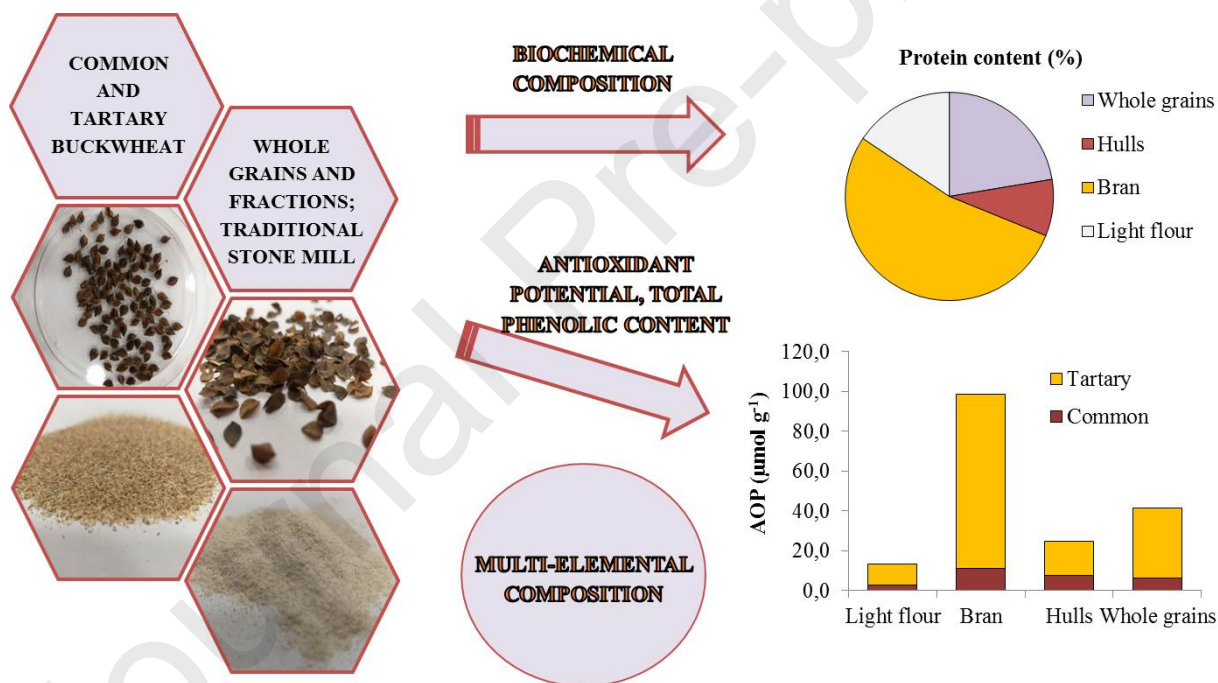 COMMON
AND
TARTARY
BUCKWHEAT
WHOLE
GRAINS AND
FRACTIONS;
TRADITIONAL
STONE MILL
BIOCHEMICAL
COMPOSITION
ANTIOXIDANT
POTENTIAL, TOTAL
PHENOLIC CONTENT
MULTI-ELEMENTAL
COMPOSITION
Protein content (%)
Whole grains
Hulls
Bran
Light flour
AOP (µmol g⁻¹)
120,0
100,0
80,0
60,0
40,0
20,0
0,0
Tartary
Common
Light flour
Bran
Hulls
Whole grains
Journal Pre-p